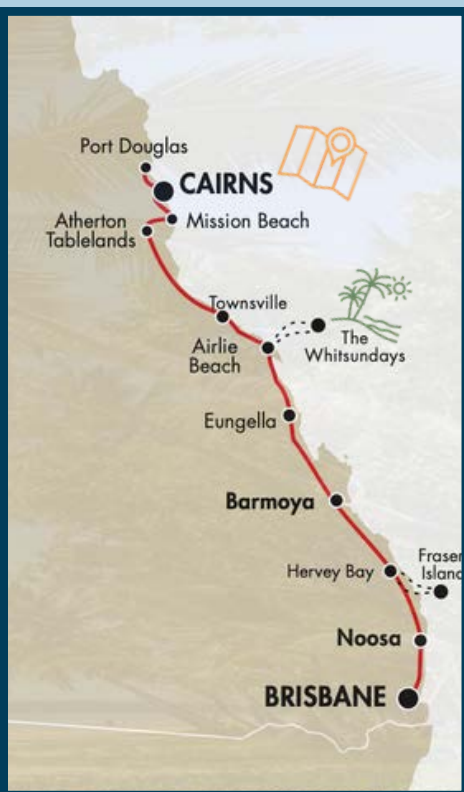 Port Douglas
CAIRNS
Mission Beach
Atherton
Tablelands
Townsville
The
Whitsundays
Airlie
Beach
Eungella
Barmoya
Hervey Bay
Fraser
Island
Noosa
BRISBANE